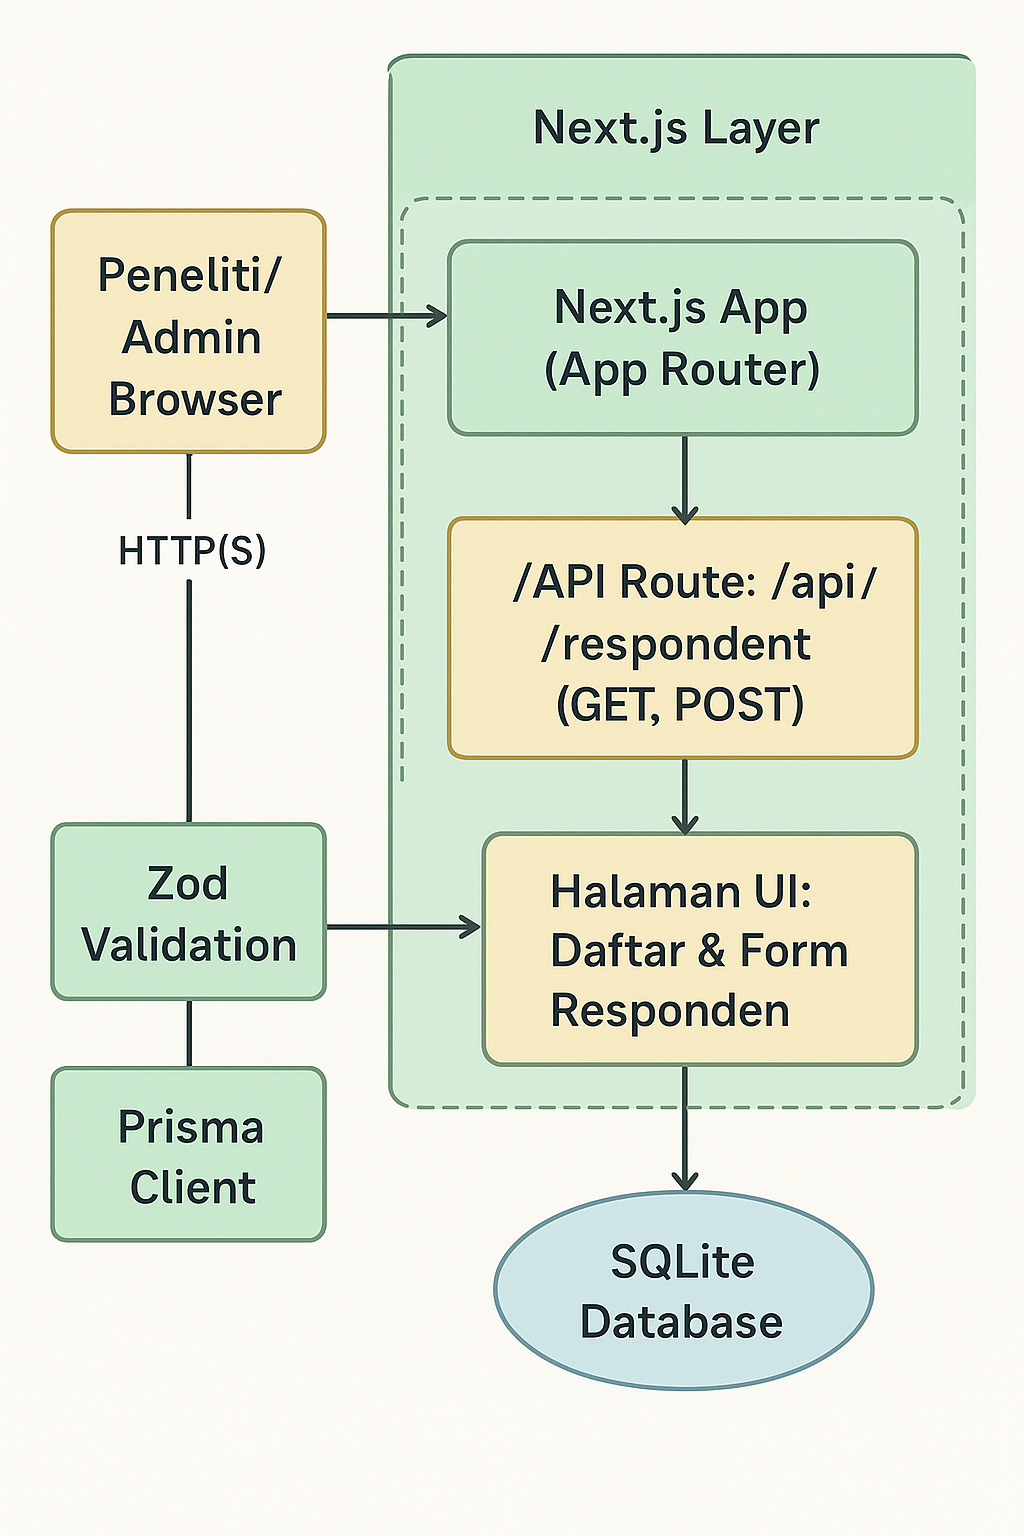 Next.js Layer
Peneliti/
Admin
Browser
Next.js App
(App Router)
HTTP(S)
/API Route: /api/
/respondent
(GET, POST)
Zod
Validation
Halaman UI:
Daftar & Form
Responden
Prisma
Client
SQLite
Database